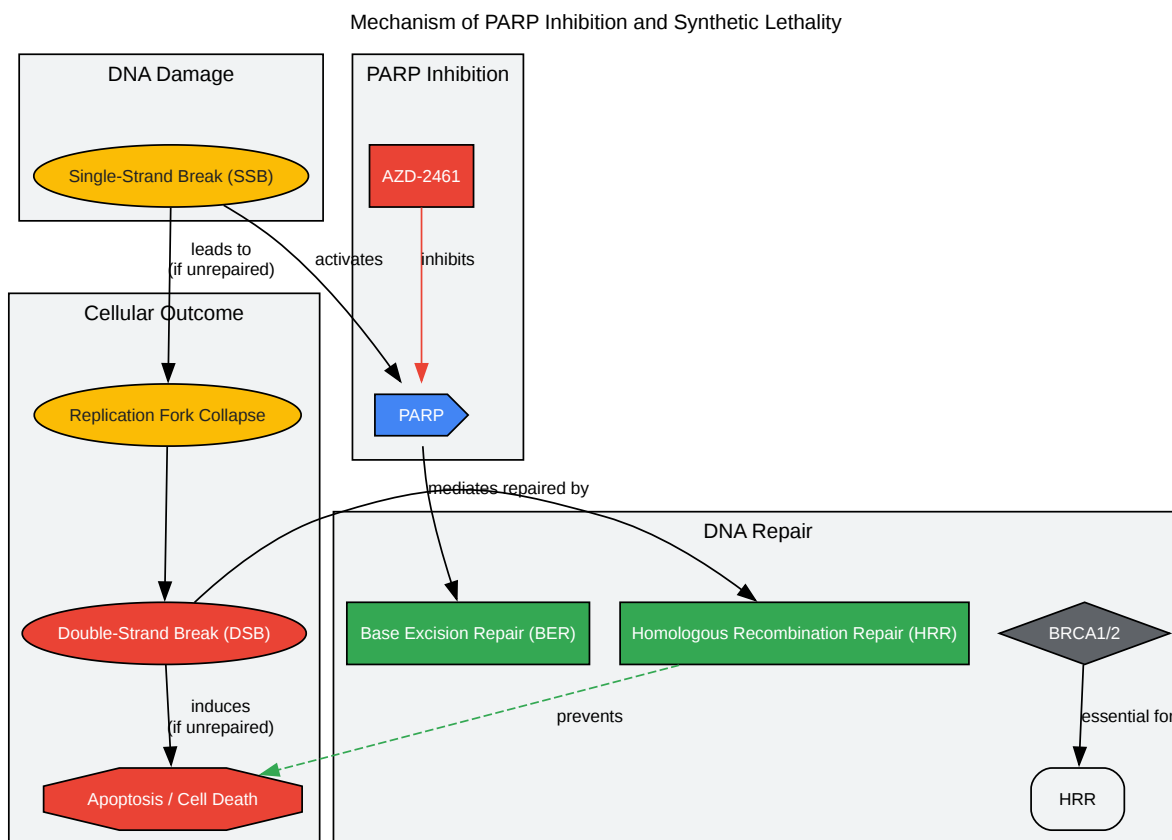 Mechanism of PARP Inhibition and Synthetic Lethality
DNA Damage
PARP Inhibition
Single-Strand Break (SSB)
AZD-2461
leads to
(if unrepaired)
activates
inhibits
Cellular Outcome
Replication Fork Collapse
PARP
mediates
repaired by
DNA Repair
Double-Strand Break (DSB)
Base Excision Repair (BER)
Homologous Recombination Repair (HRR)
BRCA1/2
induces
(if unrepaired)
prevents
essential for
Apoptosis / Cell Death
HRR